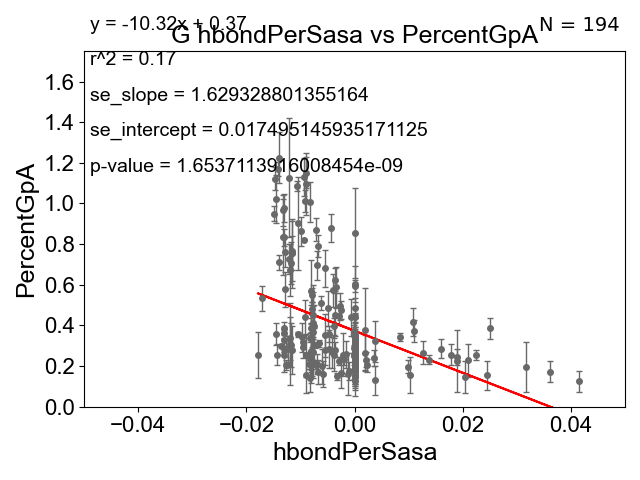 y = -10.32x + 0.37
N = 194
G hbondPerSasa vs PercentGpA
r^2 = 0.17
se_slope = 1.629328801355164
se_intercept = 0.017495145935171125
p-value = 1.6537113916008454e-09
PercentGpA
1.6
1.4
1.2
1.0
0.8
0.6
0.4
0.2
0.0
−0.04 −0.02 0.00 0.02 0.04
hbondPerSasa